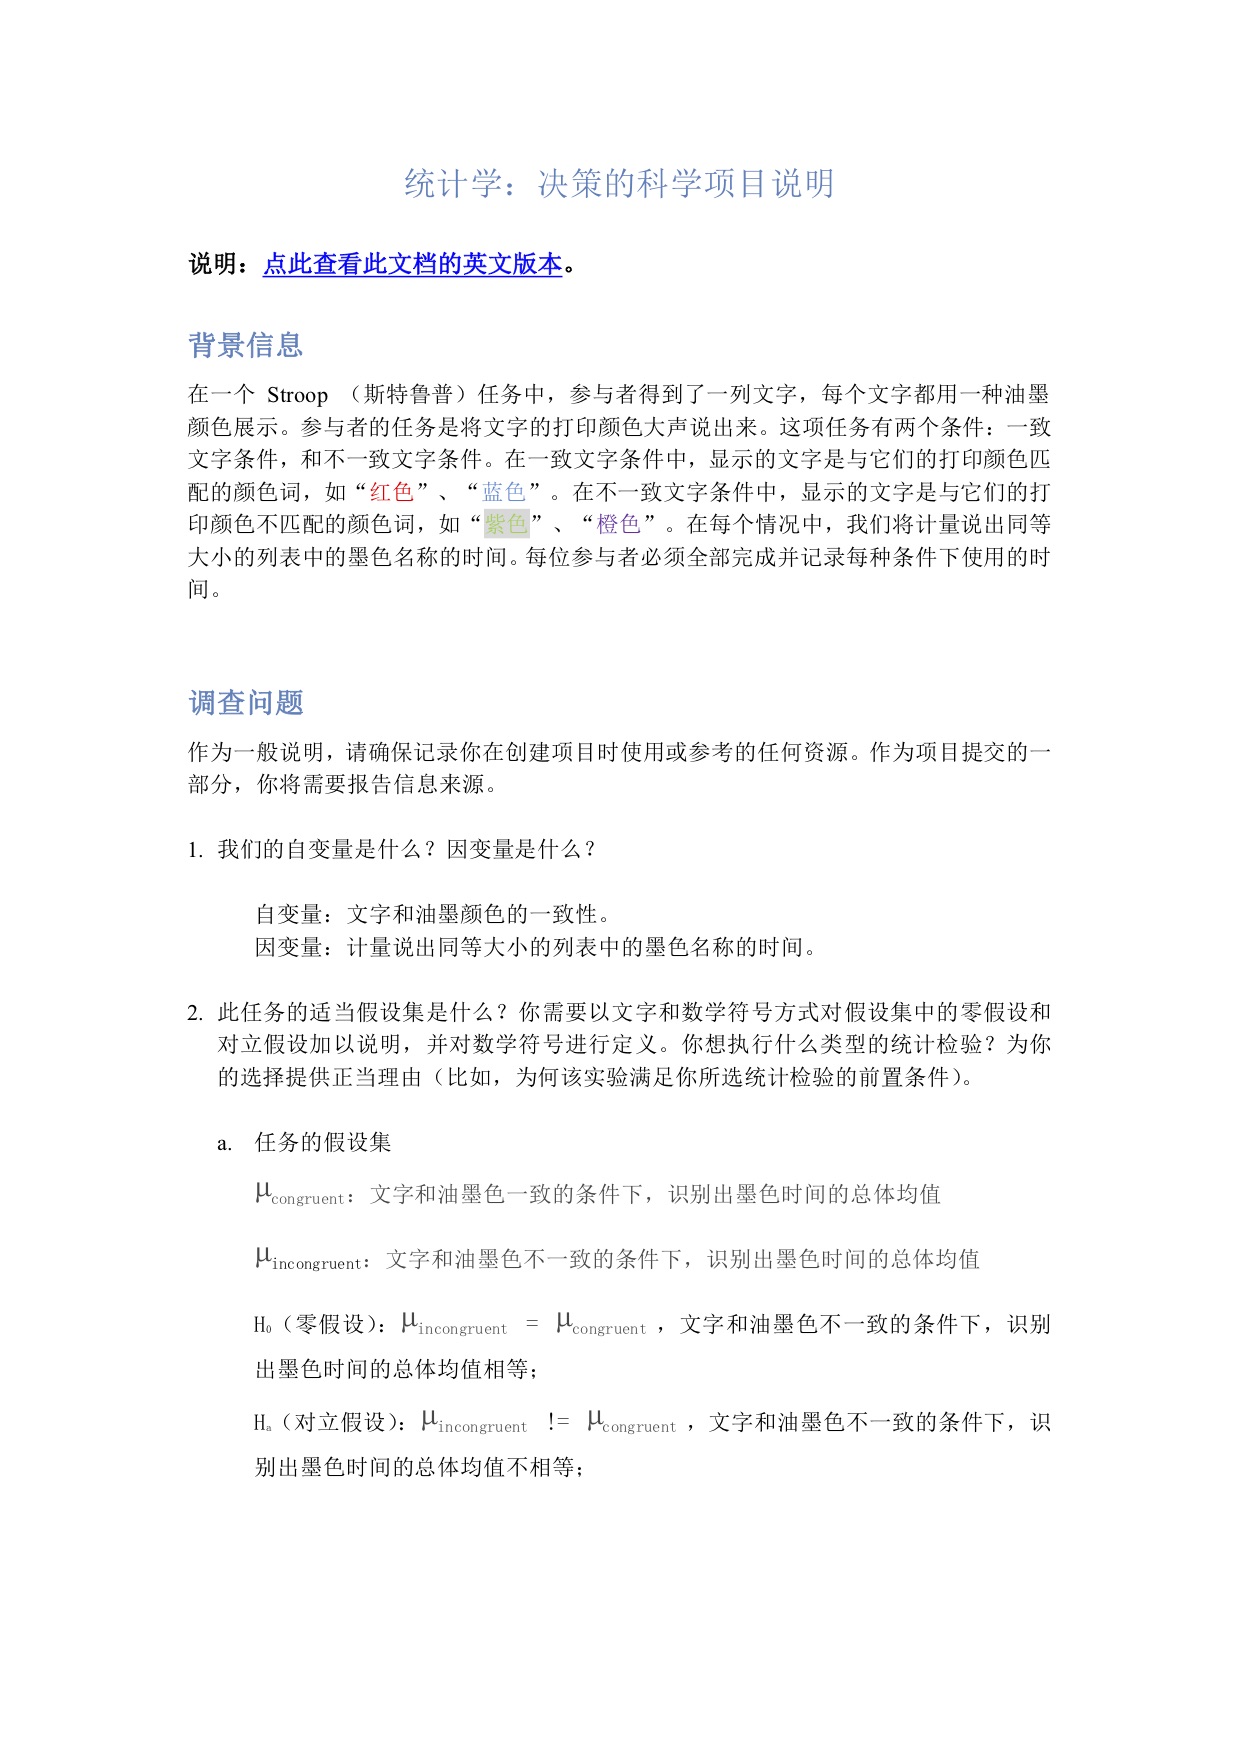 统计学：决策的科学项目说明
说明：点此查看此文档的英文版本。
背景信息
在一个 Stroop （斯特鲁普）任务中，参与者得到了一列文字，每个文字都用一种油墨
颜色展示。参与者的任务是将文字的打印颜色大声说出来。这项任务有两个条件：一致
文字条件，和不一致文字条件。在一致文字条件中，显示的文字是与它们的打印颜色匹
配的颜色词，如“红色”、“蓝色”。在不一致文字条件中，显示的文字是与它们的打
印颜色不匹配的颜色词，如“紫色”、“橙色”。在每个情况中，我们将计量说出同等
大小的列表中的墨色名称的时间。每位参与者必须全部完成并记录每种条件下使用的时
间。
调查问题
作为一般说明，请确保记录你在创建项目时使用或参考的任何资源。作为项目提交的一
部分，你将需要报告信息来源。
1. 我们的自变量是什么？因变量是什么？
自变量：文字和油墨颜色的一致性。
因变量：计量说出同等大小的列表中的墨色名称的时间。
2. 此任务的适当假设集是什么？你需要以文字和数学符号方式对假设集中的零假设和
对立假设加以说明，并对数学符号进行定义。你想执行什么类型的统计检验？为你
的选择提供正当理由（比如，为何该实验满足你所选统计检验的前置条件）。
a. 任务的假设集
μcongruent：文字和油墨色一致的条件下，识别出墨色时间的总体均值
μincongruent：文字和油墨色不一致的条件下，识别出墨色时间的总体均值
H₀（零假设）：μincongruent = μcongruent ，文字和油墨色不一致的条件下，识别
出墨色时间的总体均值相等；
Hₐ（对立假设）：μincongruent != μcongruent ，文字和油墨色不一致的条件下，识
别出墨色时间的总体均值不相等；